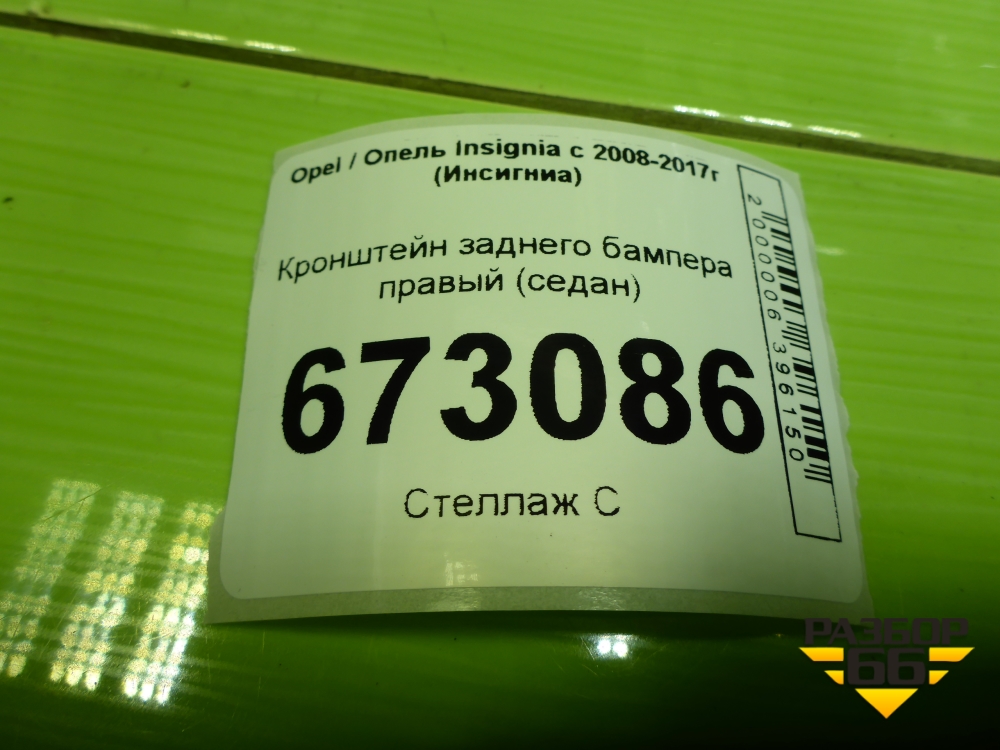 Opel / Опель Insignia с 2008-2017г
(Инсигниа)
Кронштейн заднего бампера
правый (седан)
673086
Стеллаж С
2000006396150
РАЗБОР
66